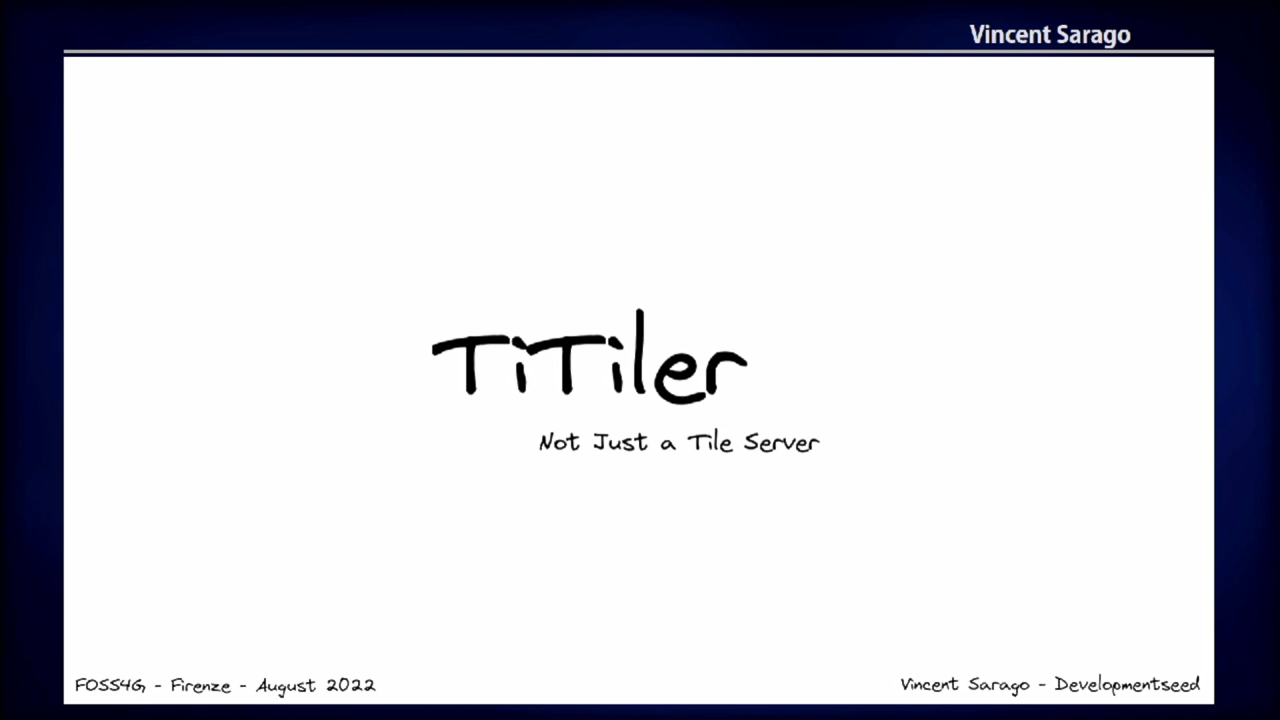 Vincent Sarago
TiTiler
Not Just a Tile Server
FOSS4G - Firenze - August 2022
Vincent Sarago - Developmentseed